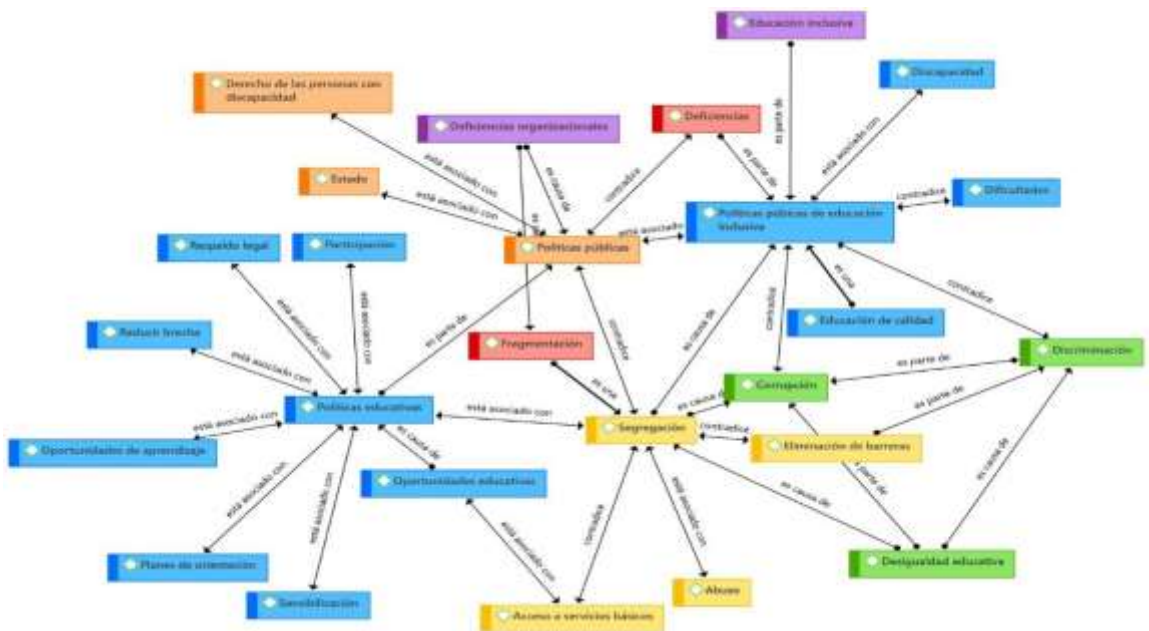 Educación inclusiva
Discapacidad
Derecho de las personas con
discapacidad
Deficiencias organizacionales
Deficiencias
es parte de
está asociado con
Estado
está asociado con
es causa de
contradice
es parte de
está asociado con
contradice
Dificultades
Políticas púticas de educación
inclusiva
está asociado
Respaldo legal
Participación
Políticas públicas
es una
contradice
contradice
Educación de calidad
está asociado con
está asociado con
es parte de
contradice
es causa de
Reducir brecha
Fragmentación
Discriminación
está asociado con
es una
es parte de
Corrupción
es causa de
es parte de
Políticas educativas
está asociado con
Segregación
contradice
Eliminación de barreras
está asociado con
Oportunidades de aprendizaje
es causa de
parte de
es causa de
Oportunidades educativas
está asociado con
está asociado con
contradice
está asociado con
es causa de
está asociado con
Planes de orientación
Desigualdad educativa
Sensibilización
Acceso a servicios básicos
Abuso